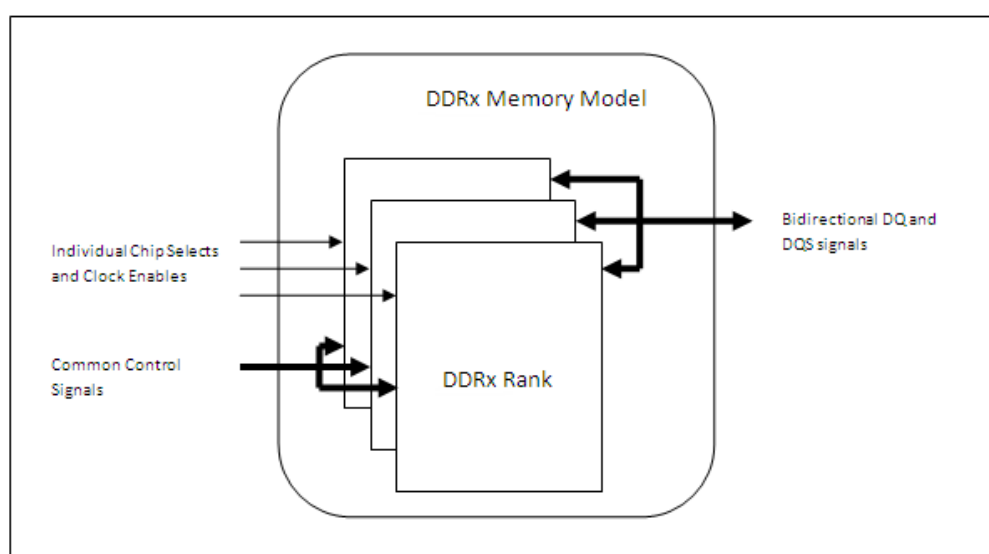 DDRx Memory Model
Individual Chip Selects
and Clock Enables
Bidirectional DQ and
DQS signals
Common Control
Signals
DDRx Rank